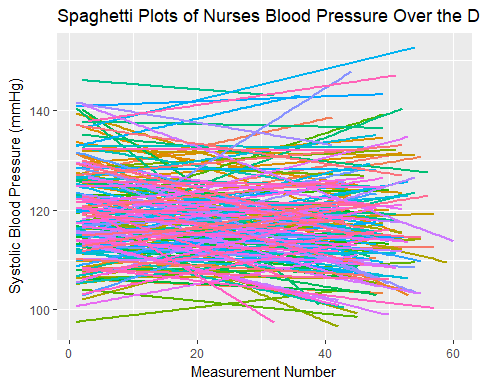 Spaghetti Plots of Nurses Blood Pressure Over the D
Systolic Blood Pressure (mmHg)
140
120
100
0 20 40 60
Measurement Number